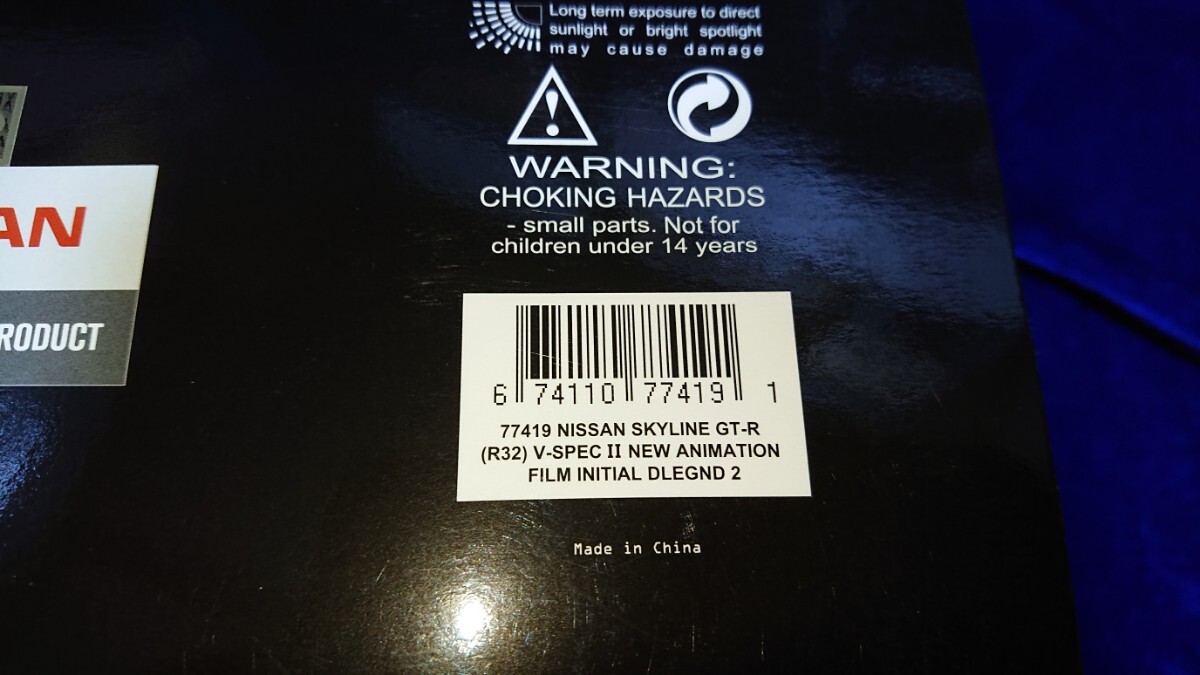 Long term exposure to direct
sunlight or bright spotlight
may cause damage
WARNING:
CHOKING HAZARDS
- small parts. Not for
children under 14 years
AN
RODUCT
6 74110 77419 1
77419 NISSAN SKYLINE GT-R
(R32) V-SPEC II NEW ANIMATION
FILM INITIAL DLEGND 2
Made in China